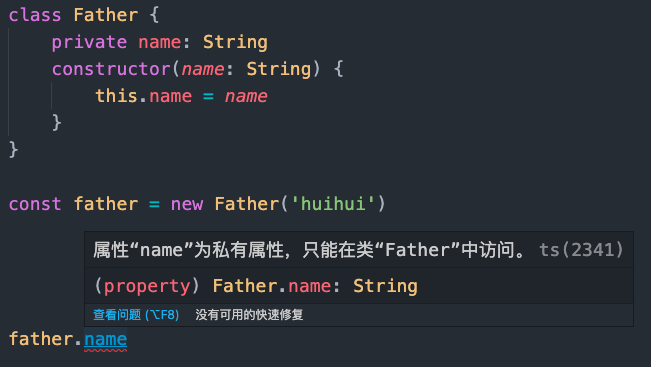 class Father {
    private name: String
    constructor(name: String) {
        this.name = name
    }
}
const father = new Father('huihui')
属性“name”为私有属性，只能在类“Father”中访问。 ts(2341)
(property) Father.name: String
查看问题 (⌥F8) 没有可用的快速修复
father.name